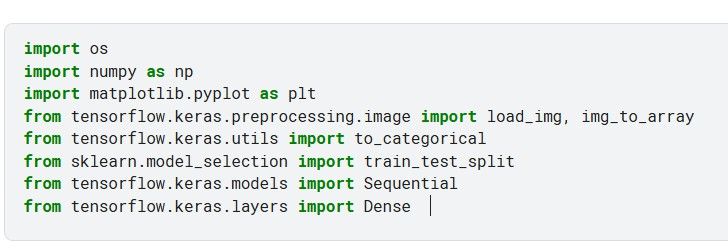 import os
import numpy as np
import matplotlib.pyplot as plt
from tensorflow.keras.preprocessing.image import load_img, img_to_array
from tensorflow.keras.utils import to_categorical
from sklearn.model_selection import train_test_split
from tensorflow.keras.models import Sequential
from tensorflow.keras.layers import Dense